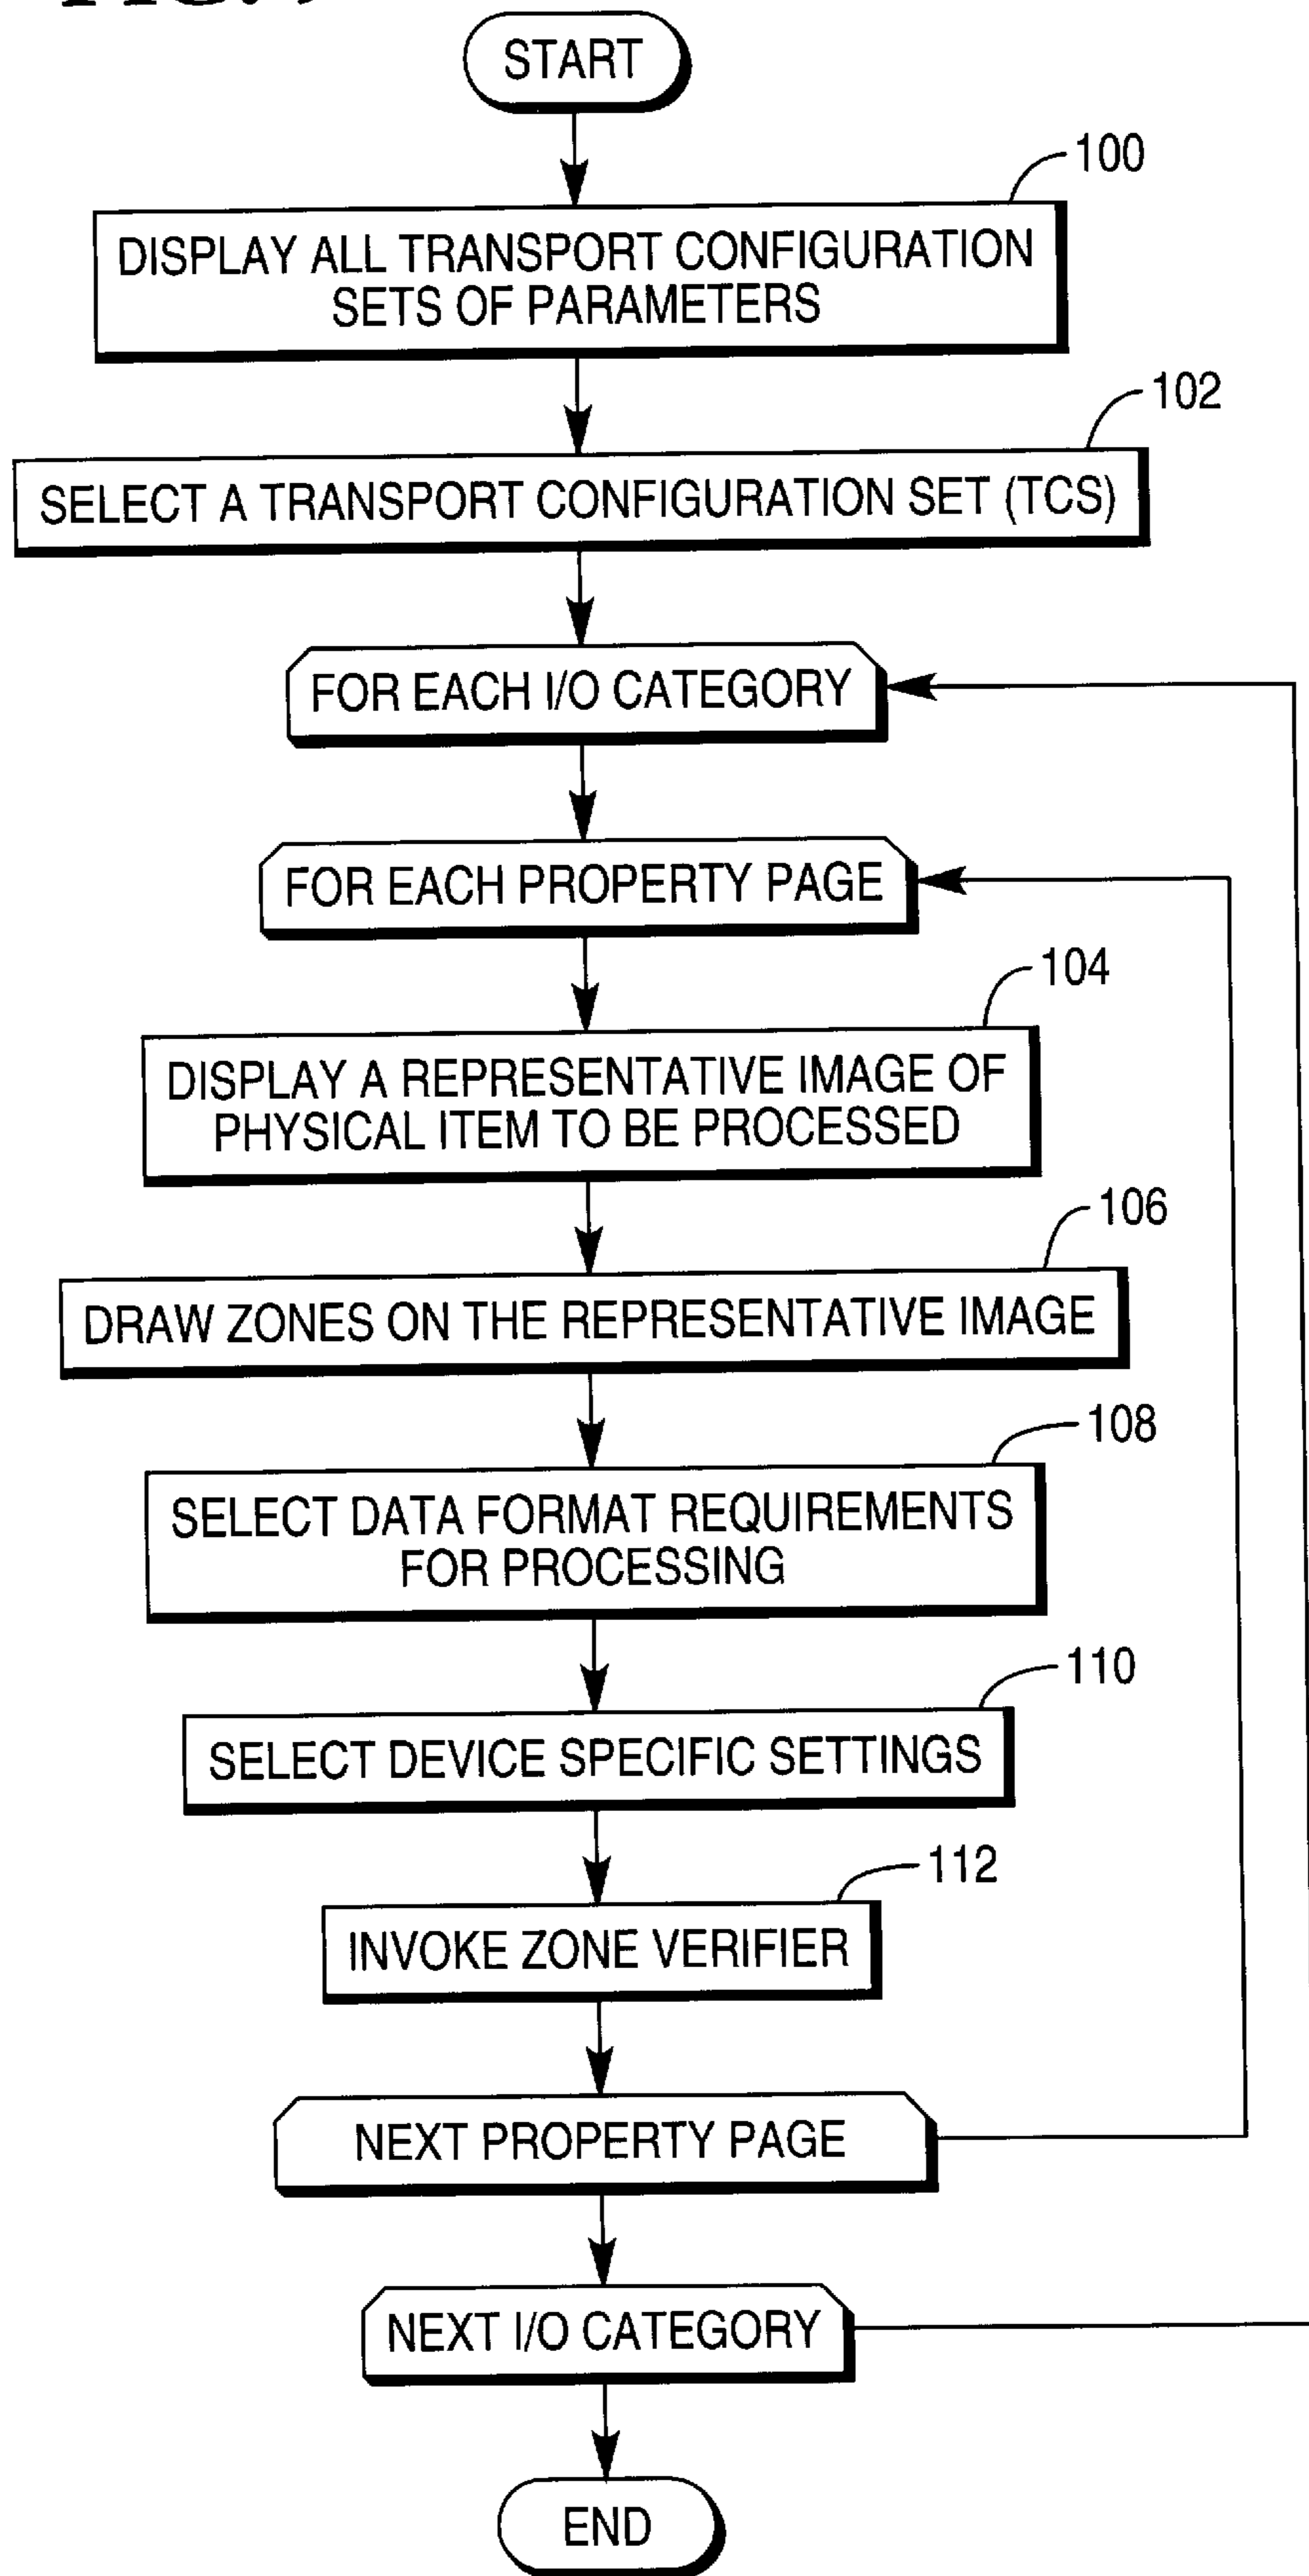 START
100
DISPLAY ALL TRANSPORT CONFIGURATION
SETS OF PARAMETERS
102
SELECT A TRANSPORT CONFIGURATION SET (TCS)
FOR EACH I/O CATEGORY
FOR EACH PROPERTY PAGE
104
DISPLAY A REPRESENTATIVE IMAGE OF
PHYSICAL ITEM TO BE PROCESSED
106
DRAW ZONES ON THE REPRESENTATIVE IMAGE
108
SELECT DATA FORMAT REQUIREMENTS
FOR PROCESSING
110
SELECT DEVICE SPECIFIC SETTINGS
112
INVOKE ZONE VERIFIER
NEXT PROPERTY PAGE
NEXT I/O CATEGORY
END